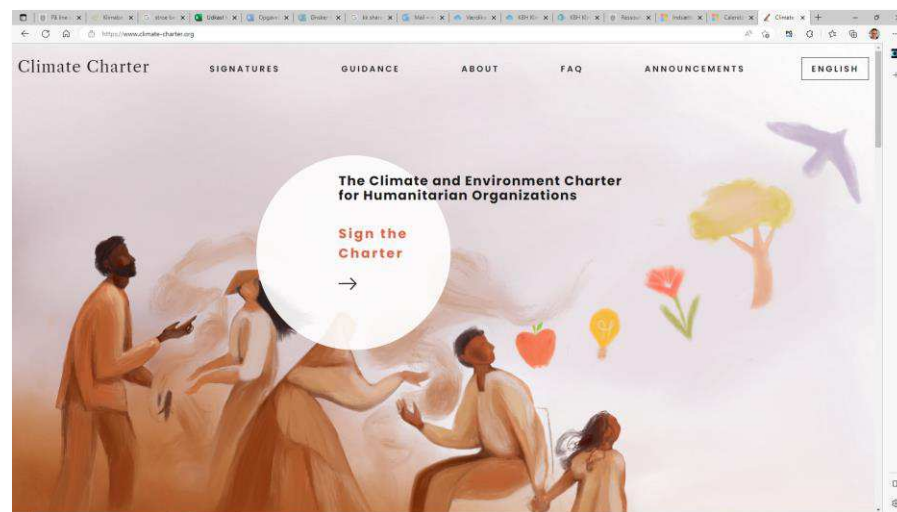 https://www.climate-charter.org
Climate Charter
SIGNATURES
GUIDANCE
ABOUT
FAQ
ANNOUNCEMENTS
ENGLISH
The Climate and Environment Charter
for Humanitarian Organizations
Sign the
Charter